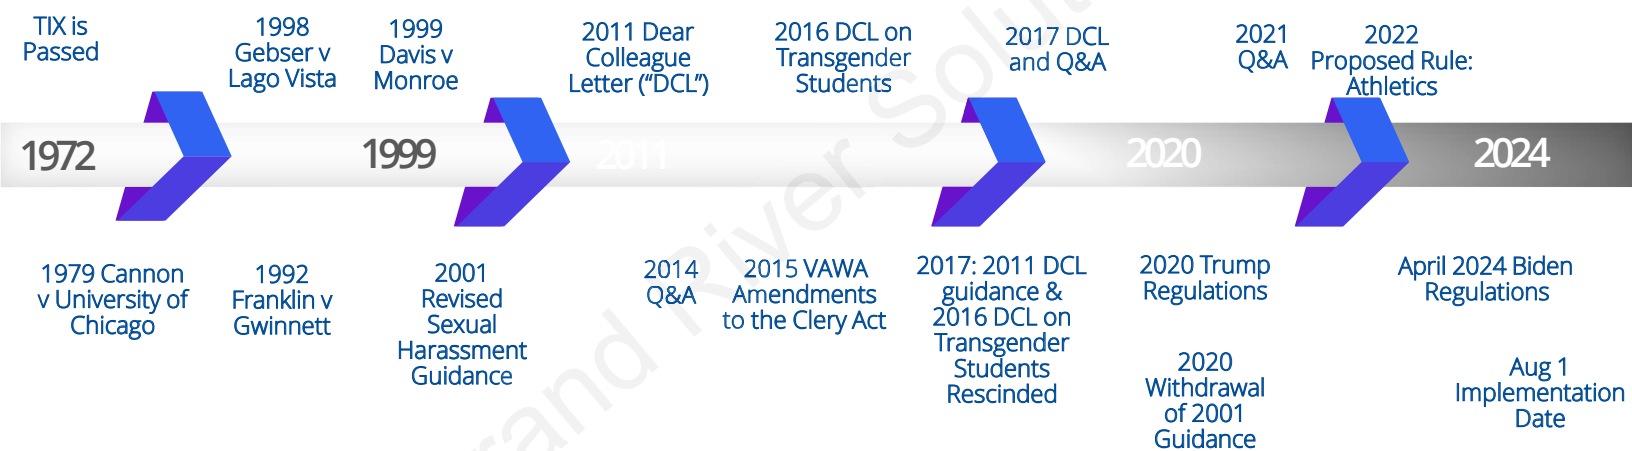 TIX is
Passed
1998
Gebser v
Lago Vista
1999
Davis v
Monroe
2011 Dear
Colleague
Letter (“DCL”)
2016 DCL on
Transgender
Students
2017 DCL
and Q&A
2021
Q&A
2022
Proposed Rule:
Athletics
1972
1999
2011
2020
2024
1979 Cannon
v University of
Chicago
1992
Franklin v
Gwinnett
2001
Revised
Sexual
Harassment
Guidance
2014
Q&A
2015 VAWA
Amendments
to the Clery Act
2017: 2011 DCL
guidance &
2016 DCL on
Transgender
Students
Rescinded
2020 Trump
Regulations
2020
Withdrawal
of 2001
Guidance
April 2024 Biden
Regulations
Aug 1
Implementation
Date
rand River Solut